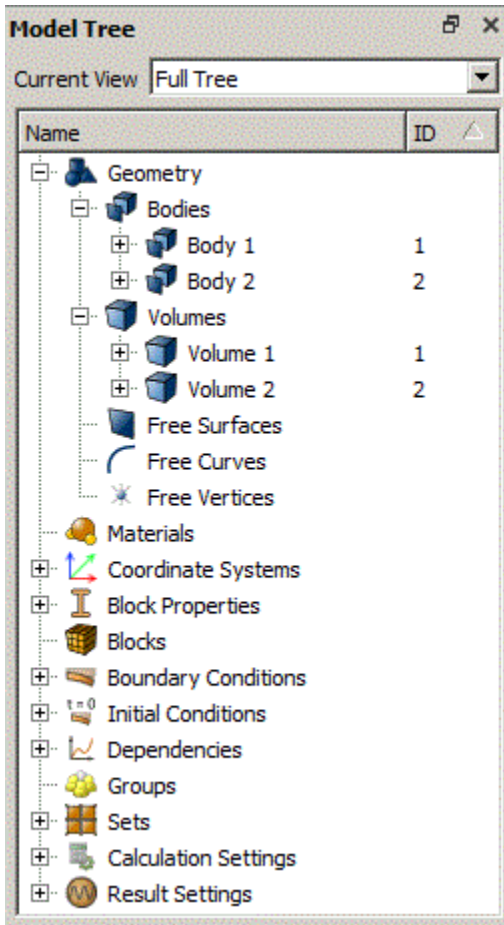 Model Tree
Current View Full Tree
Name ID
Geometry
Bodies
Body 1 1
Body 2 2
Volumes
Volume 1 1
Volume 2 2
Free Surfaces
Free Curves
Free Vertices
Materials
Coordinate Systems
Block Properties
Blocks
Boundary Conditions
t = 0
Initial Conditions
Dependencies
Groups
Sets
Calculation Settings
Result Settings